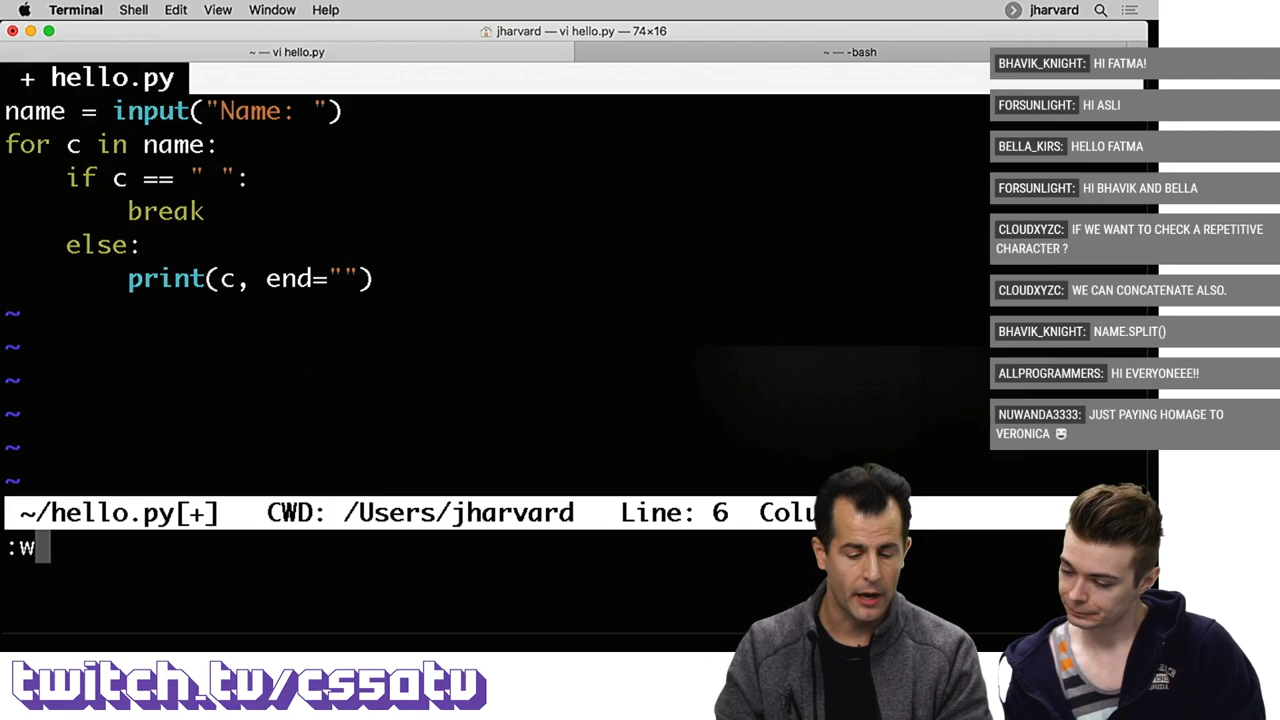 Terminal Shell Edit View Window Help jharvard
jharvard — vi hello.py — 74×16
~ — vi hello.py ~ — -bash
+ hello.py
name = input("Name: ")
for c in name:
    if c == " ":
        break
    else:
        print(c, end="")
~
~
~
~
~
~
~/hello.py[+] CWD: /Users/jharvard Line: 6 Colu
:w
BHAVIK_KNIGHT: HI FATMA!
FORSUNLIGHT: HI ASLI
BELLA_KIRS: HELLO FATMA
FORSUNLIGHT: HI BHAVIK AND BELLA
CLOUDXYZC: IF WE WANT TO CHECK A REPETITIVE
CHARACTER ?
CLOUDXYZC: WE CAN CONCATENATE ALSO.
BHAVIK_KNIGHT: NAME.SPLIT()
ALLPROGRAMMERS: HI EVERYONEEE!!
NUWANDA3333: JUST PAYING HOMAGE TO
VERONICA
twitch.tv/cs50tv